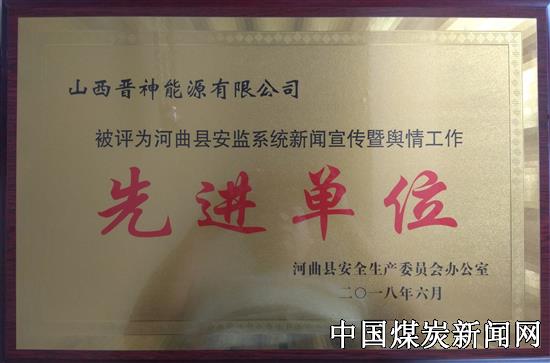 山西晋神能源有限公司
被评为河曲县安监系统新闻宣传暨舆情工作
先进单位
河曲县安全生产委员会办公室
二〇一八年六月
中国煤炭新闻网